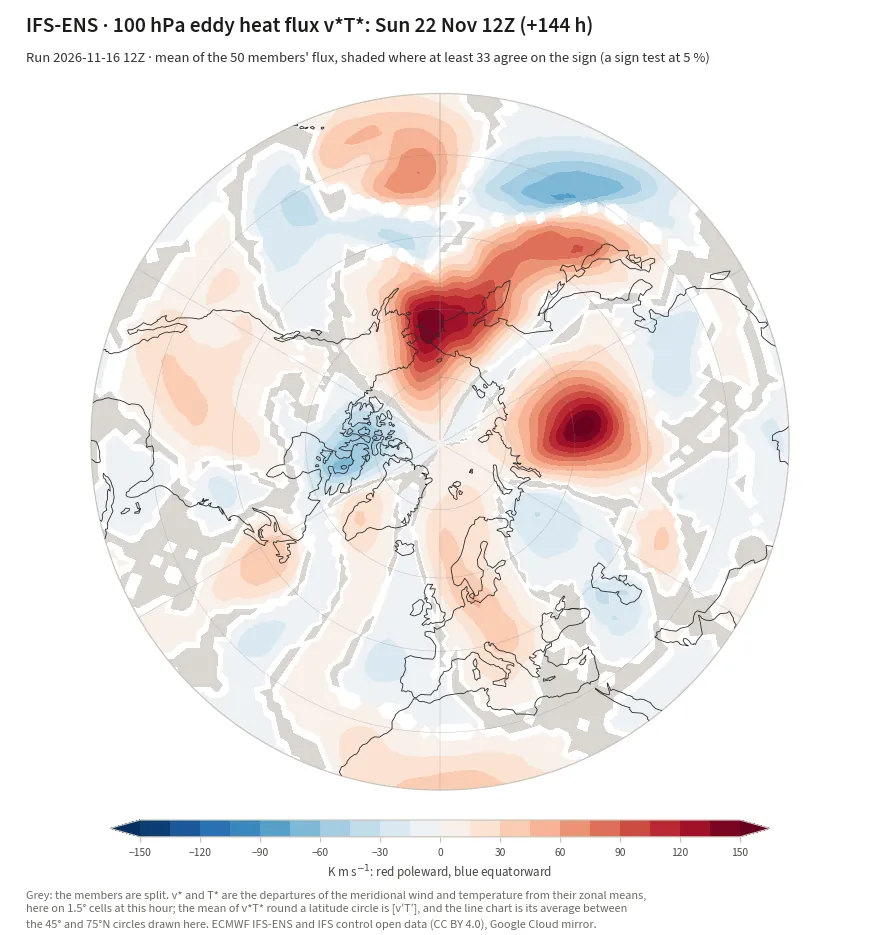 IFS-ENS · 100 hPa eddy heat flux v*T*: Sun 22 Nov 12Z (+144 h)
Run 2026-11-16 12Z · mean of the 50 members' flux, shaded where at least 33 agree on the sign (a sign test at 5 %)
−150 −120 −90 −60 −30 0 30 60 90 120 150
K m s⁻¹: red poleward, blue equatorward
Grey: the members are split. v* and T* are the departures of the meridional wind and temperature from their zonal means,
here on 1.5° cells at this hour; the mean of v*T* round a latitude circle is [v′T′], and the line chart is its average between
the 45° and 75°N circles drawn here. ECMWF IFS-ENS and IFS control open data (CC BY 4.0), Google Cloud mirror.